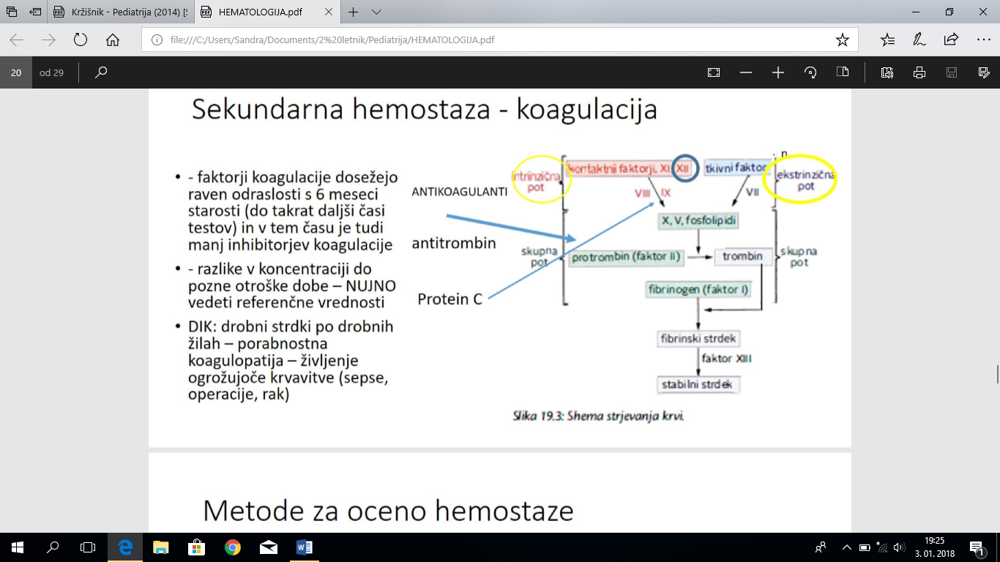 Kržišnik - Pediatrija (2014) [S
HEMATOLOGIJA.pdf
file:///C:/Users/Sandra/Documents/2%20letnik/Pediatrija/HEMATOLOGIJA.pdf
20 od 29
Sekundarna hemostaza - koagulacija
• - faktorji koagulacije dosežejo
raven odraslosti s 6 meseci
starosti (do takrat daljši časi
testov) in v tem času je tudi
manj inhibitorjev koagulacije
• - razlike v koncentraciji do
pozne otroške dobe – NUJNO
vedeti referenčne vrednosti
• DIK: drobni strdki po drobnih
žilah – porabnostna
koagulopatija – življenje
ogrožujoče krvavitve (sepse,
operacije, rak)
ANTIKOAGULANTI
antitrombin
Protein C
intrinzična
pot
kontaktnii faktorji, XI, XII
tkivni faktor
n
ekstrinzična
pot
VIII IX
VII
X, V, fosfolipidi
skupna
pot
protrombin (faktor II)
trombin
skupna
pot
fibrinogen (faktor I)
fibrinski strdek
faktor XIII
stabilni strdek
Slika 19.3: Shema strjevanja krvi.
Metode za oceno hemostaze
19:25
3. 01. 2018
1